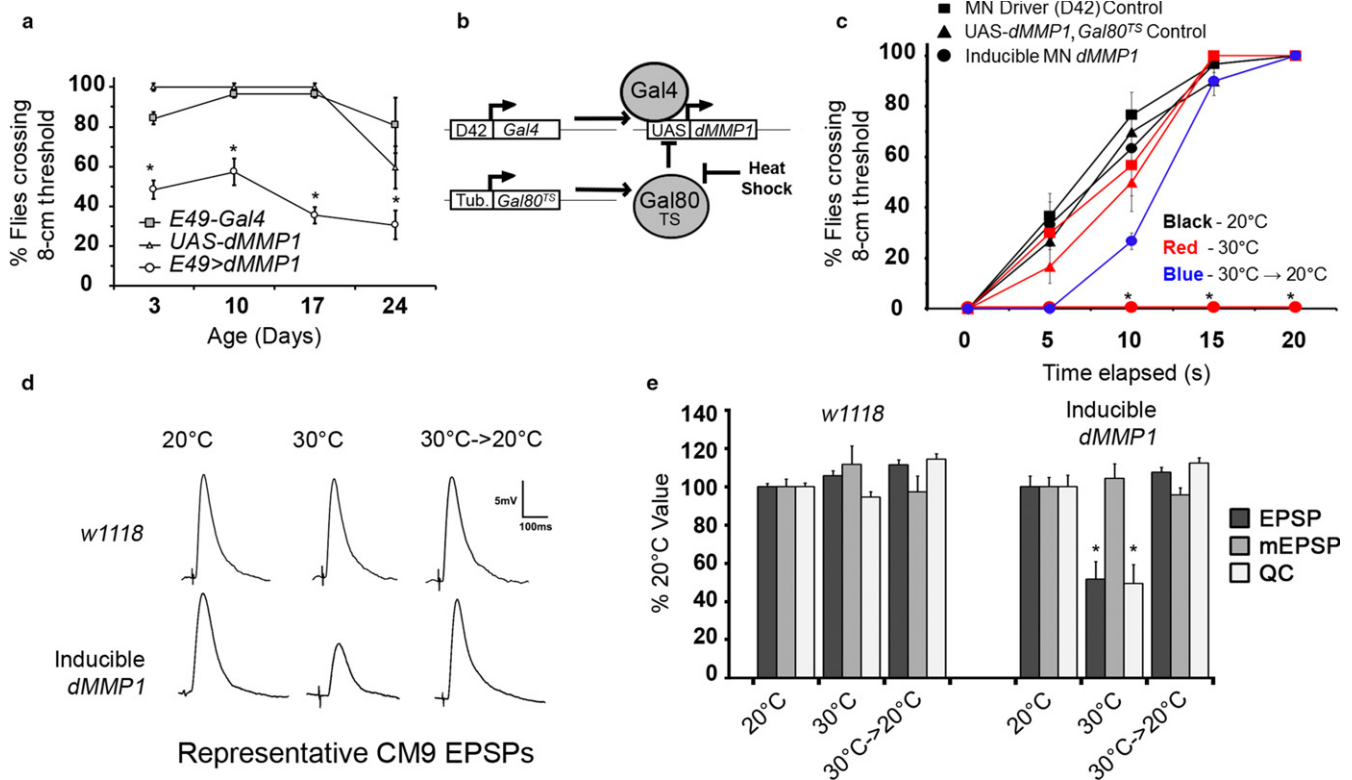 a
% Flies crossing
8-cm threshold
100
80
60
40
20
0
*
*
*
*
E49-Gal4
UAS-dMMP1
E49>dMMP1
3 10 17 24
Age (Days)
b
Gal4
D42 Gal4
UAS dMMP1
Tub. Gal80TS
Gal80
TS
Heat
Shock
c
MN Driver (D42) Control
UAS-dMMP1, Gal80TS Control
Inducible MN dMMP1
% Flies crossing
8-cm threshold
100
80
60
40
20
0
Black - 20°C
Red - 30°C
Blue - 30°C → 20°C
* * *
0 5 10 15 20
Time elapsed (s)
d
20°C 30°C 30°C->20°C
w1118
5mV
100ms
Inducible
dMMP1
Representative CM9 EPSPs
e
% 20°C Value
140
120
100
80
60
40
20
0
w1118
Inducible
dMMP1
* *
EPSP
mEPSP
QC
20°C
30°C
30°C->20°C
20°C
30°C
30°C->20°C